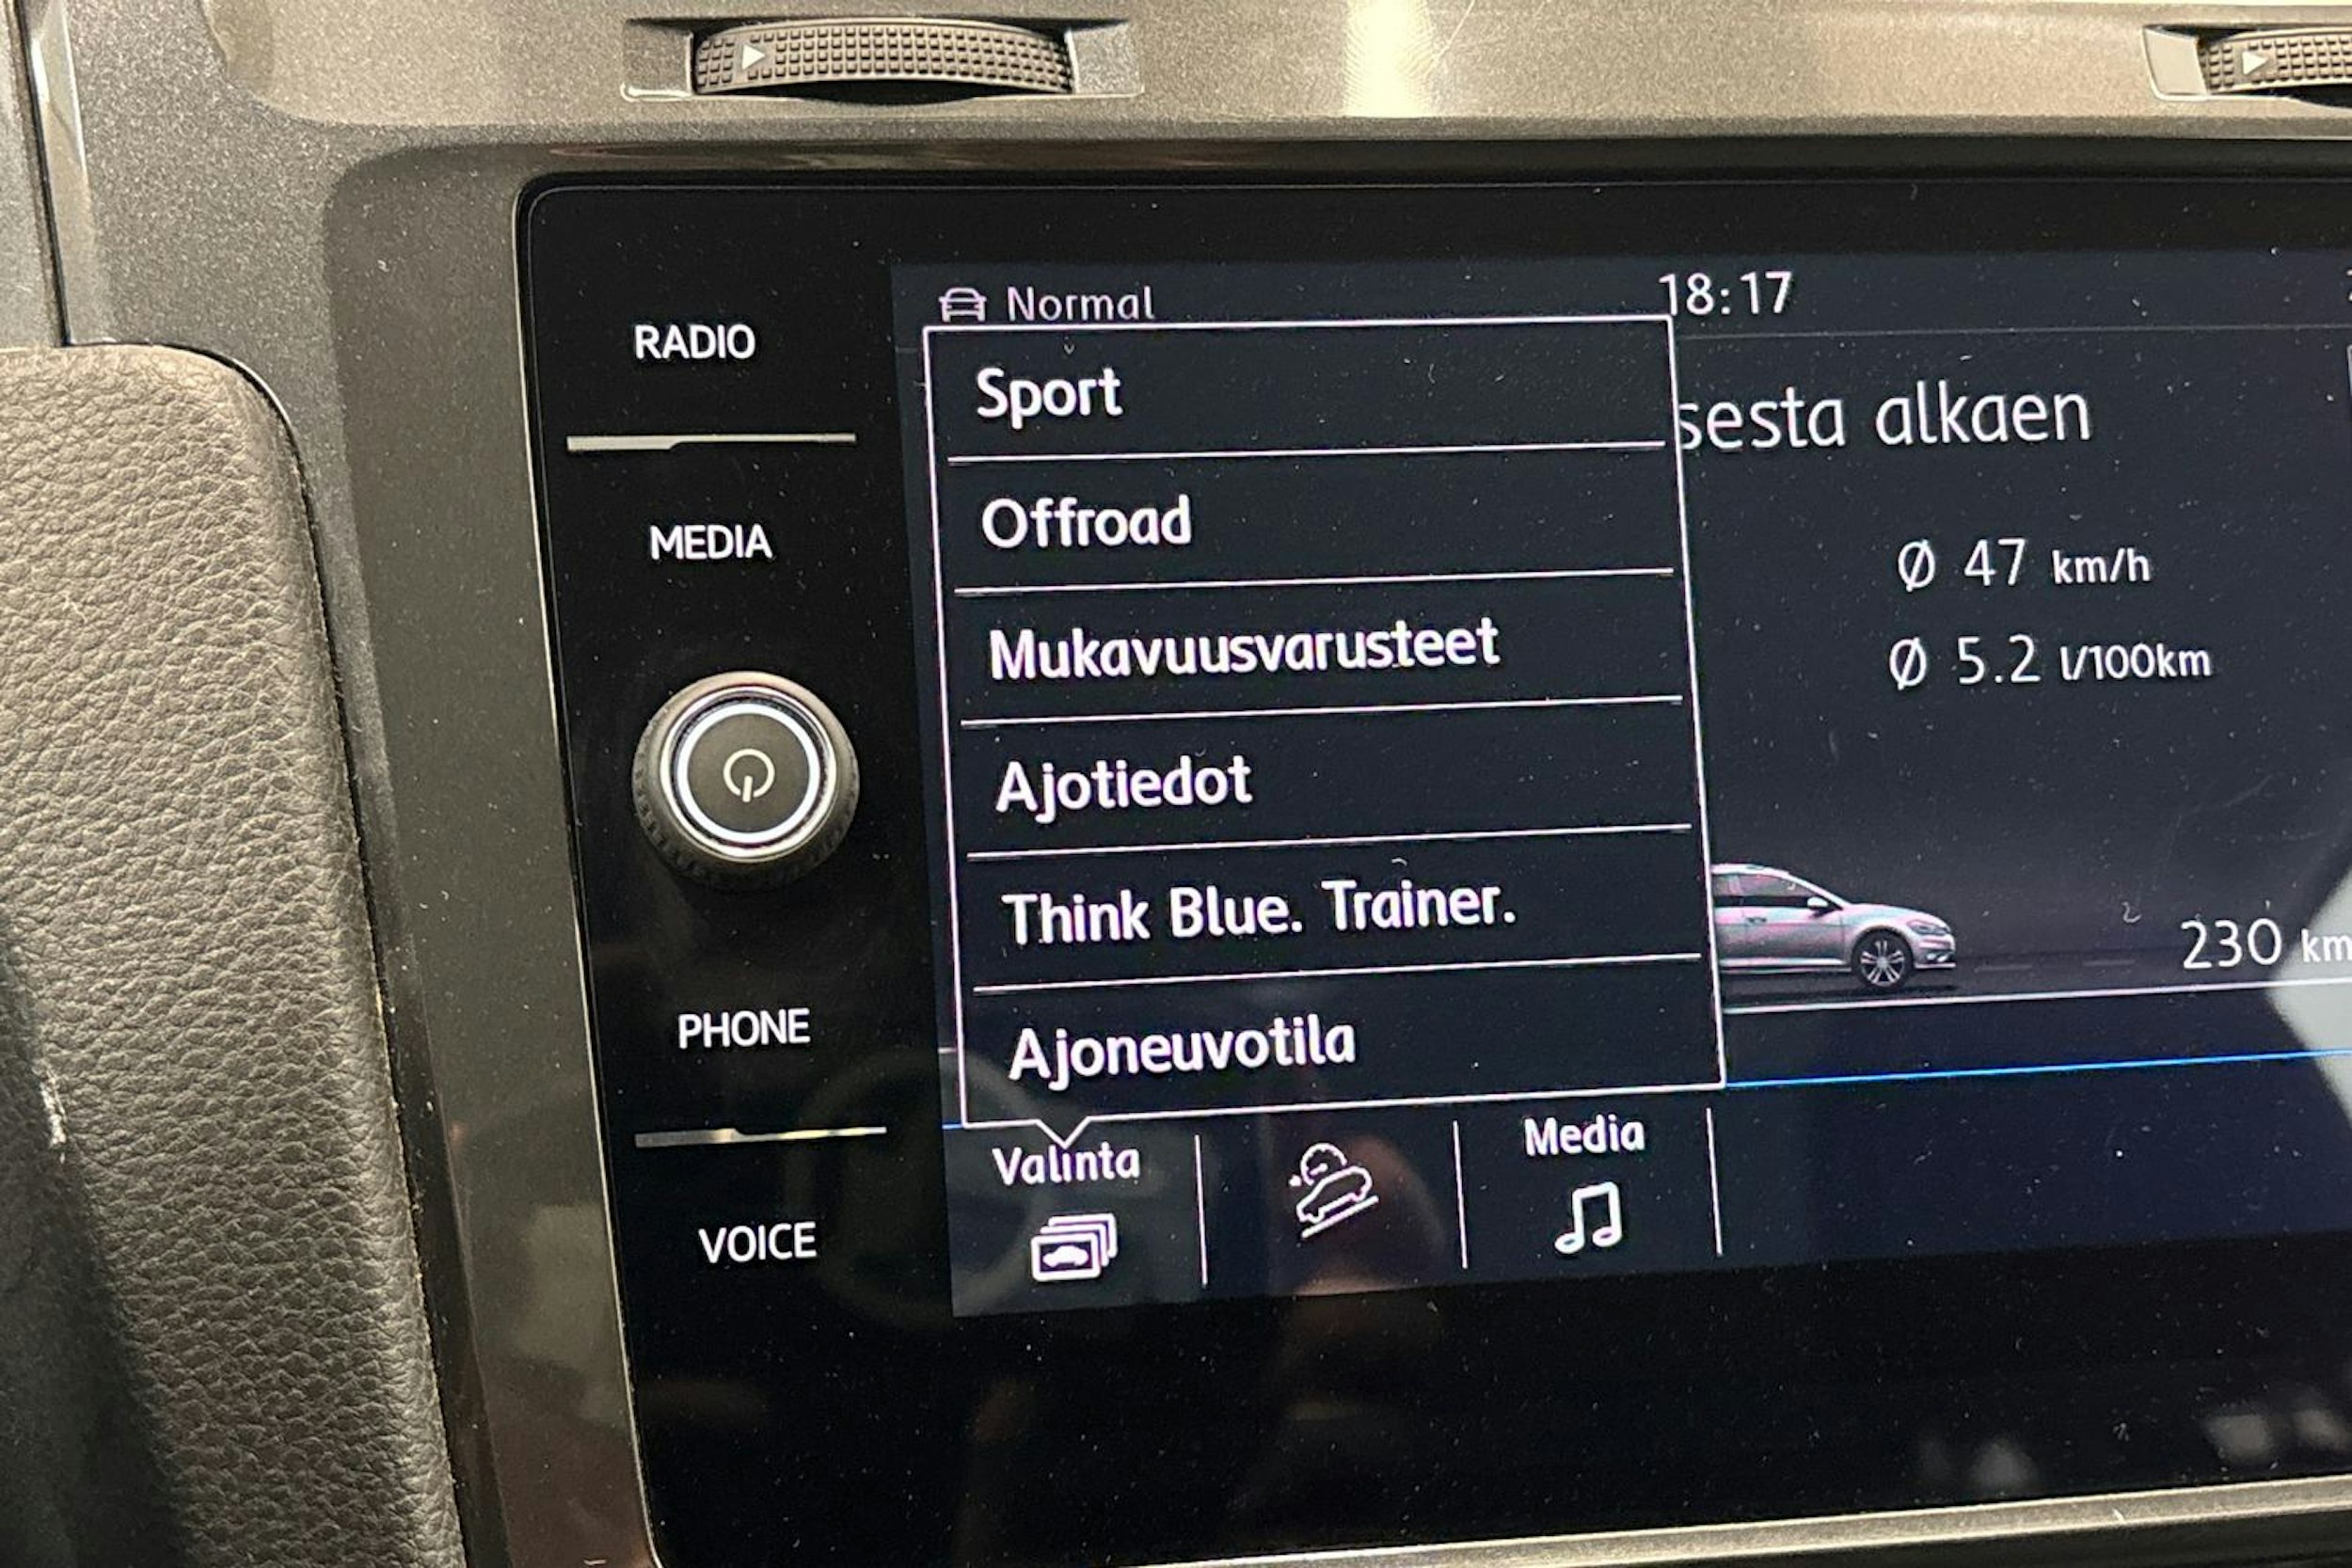 RADIO
MEDIA
PHONE
VOICE
Normal
18:17
Sport
Offroad
Mukavuusvarusteet
Ajotiedot
Think Blue. Trainer.
Ajoneuvotila
sesta alkaen
Ø 47 km/h
Ø 5.2 l/100km
230 km
Valinta
Media